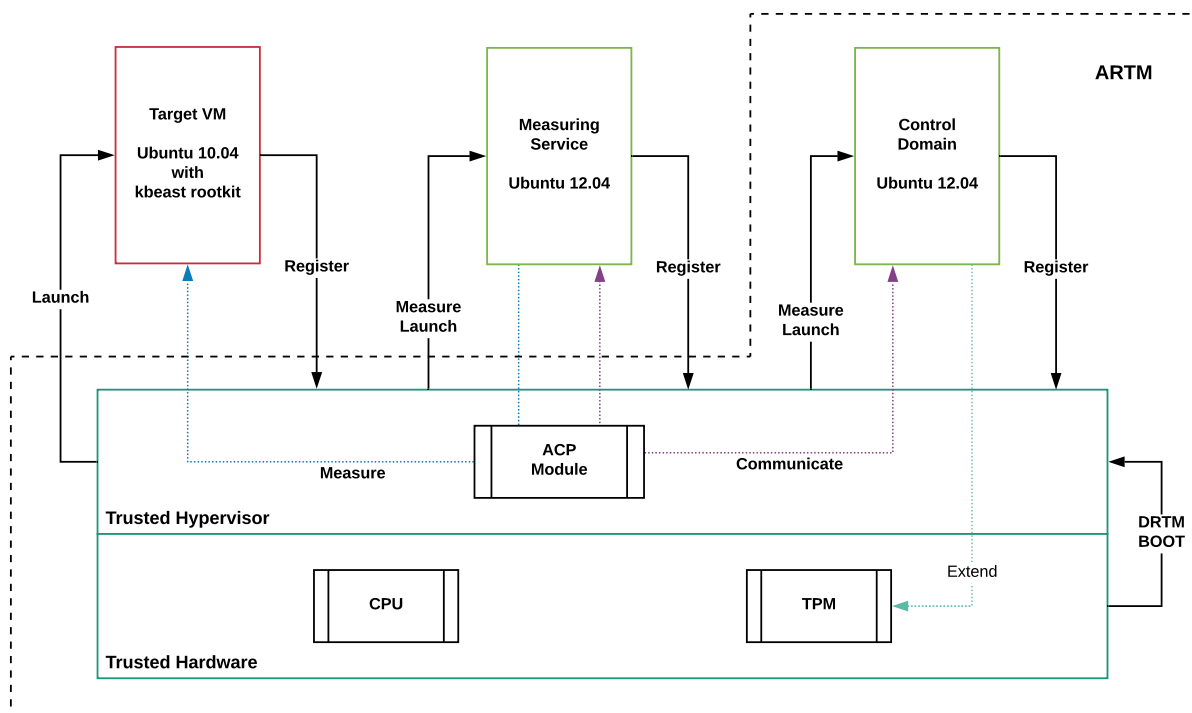 ARTM
Target VM
Ubuntu 10.04
with
kbeast rootkit
Measuring
Service
Ubuntu 12.04
Control
Domain
Ubuntu 12.04
Register
Register
Register
Launch
Measure
Launch
Measure
Launch
ACP
Module
Measure
Communicate
Trusted Hypervisor
DRTM
BOOT
Extend
CPU
TPM
Trusted Hardware